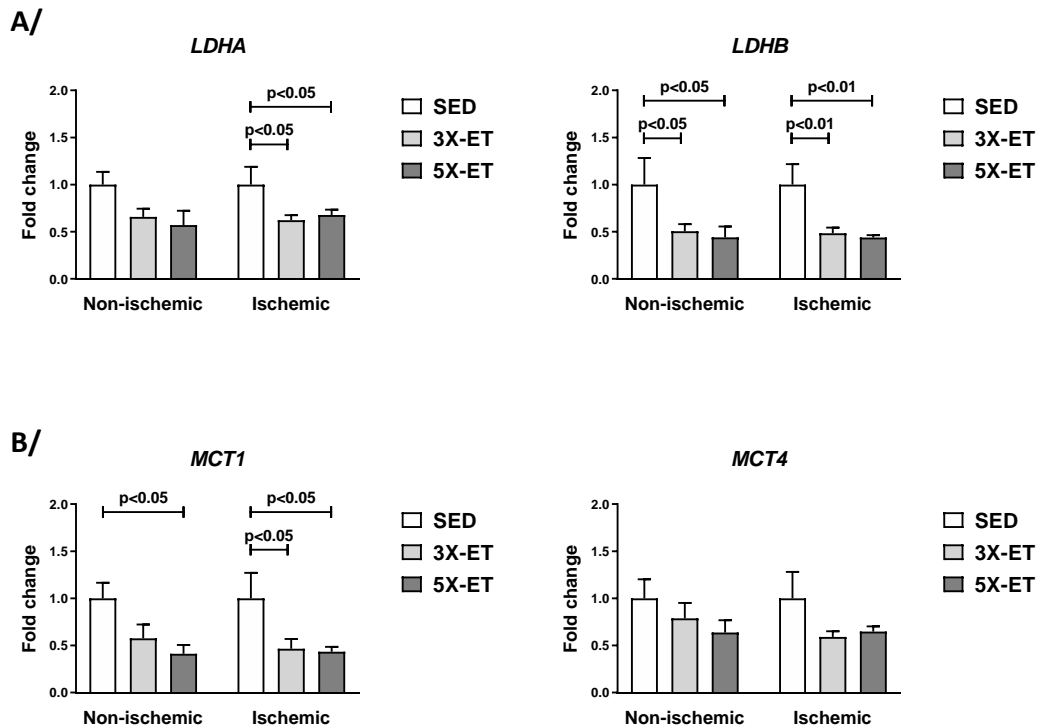 A/
LDHA
2.0
1.5
1.0
0.5
0.0
Fold change
p<0.05
p<0.05
Non-ischemic
Ischemic
SED
3X-ET
5X-ET
LDHB
2.0
1.5
1.0
0.5
0.0
Fold change
p<0.05
p<0.05
p<0.01
p<0.01
Non-ischemic
Ischemic
SED
3X-ET
5X-ET
B/
MCT1
2.0
1.5
1.0
0.5
0.0
Fold change
p<0.05
p<0.05
p<0.05
Non-ischemic
Ischemic
SED
3X-ET
5X-ET
MCT4
2.0
1.5
1.0
0.5
0.0
Fold change
Non-ischemic
Ischemic
SED
3X-ET
5X-ET